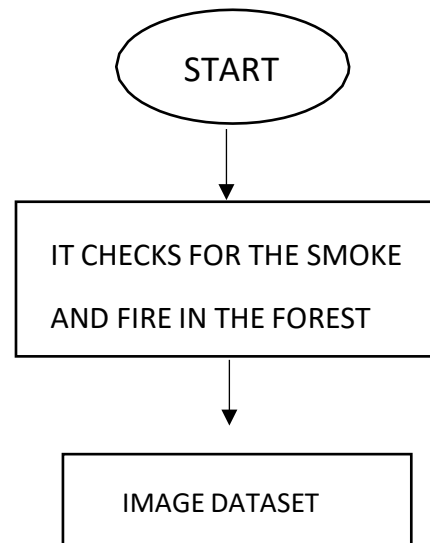 START
IT CHECKS FOR THE SMOKE
AND FIRE IN THE FOREST
IMAGE DATASET